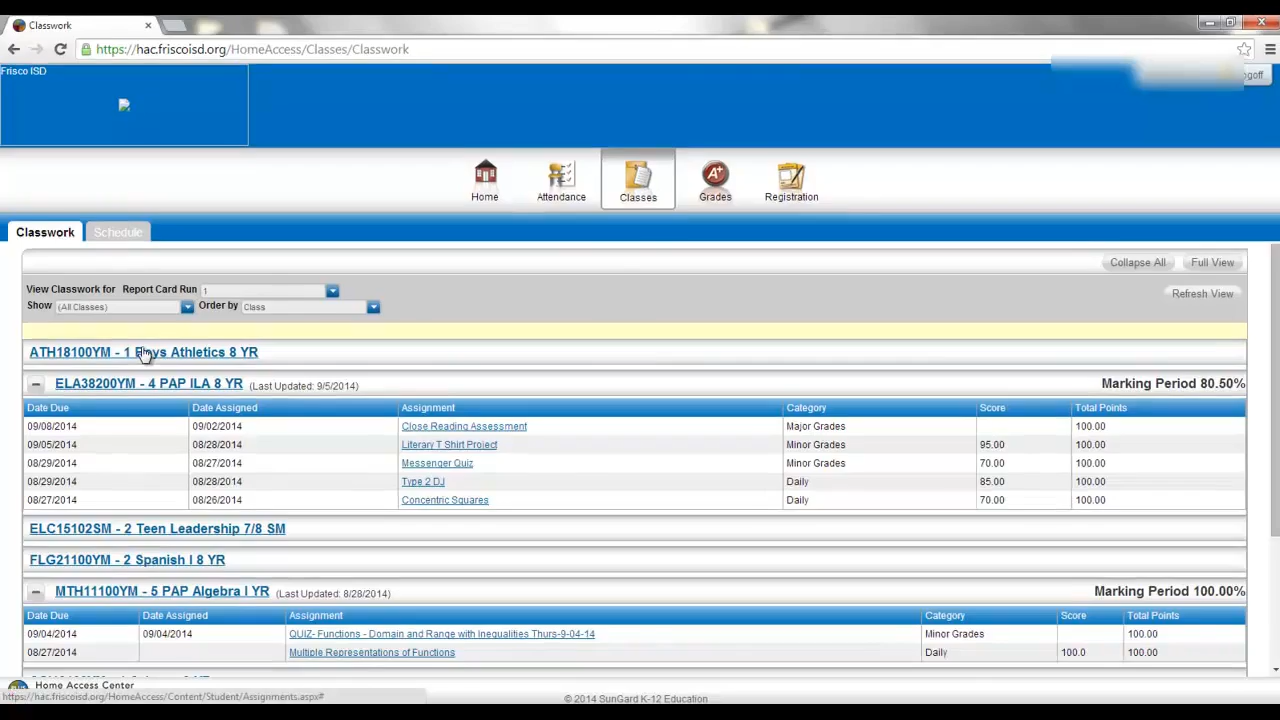 Classwork
https://hac.friscoisd.org/HomeAccess/Classes/Classwork
Frisco ISD
Home Attendance Classes Grades Registration
Classwork Schedule
Collapse All Full View
View Classwork for Report Card Run 1
Refresh View
Show (All Classes) Order by Class
ATH18100YM - 1 Athletics 8 YR
ELA38200YM - 4 PAP ILA 8 YR (Last Updated: 9/5/2014) Marking Period 80.50%
Date Due Date Assigned Assignment Category Score Total Points
09/08/2014 09/02/2014 Close Reading Assessment Major Grades 100.00
09/05/2014 08/28/2014 Literary T Shirt Project Minor Grades 95.00 100.00
08/29/2014 08/27/2014 Messenger Quiz Minor Grades 70.00 100.00
08/29/2014 08/28/2014 Type 2 DJ Daily 85.00 100.00
08/27/2014 08/26/2014 Concentric Squares Daily 70.00 100.00
ELC15102SM - 2 Teen Leadership 7/8 SM
FLG21100YM - 2 Spanish I 8 YR
MTH11100YM - 5 PAP Algebra I YR (Last Updated: 8/28/2014) Marking Period 100.00%
Date Due Date Assigned Assignment Category Score Total Points
09/04/2014 09/04/2014 QUIZ- Functions - Domain and Range with Inequalities Thurs-9-04-14 Minor Grades 100.00
08/27/2014 Multiple Representations of Functions Daily 100.0 100.00
Home Access Center
https://hac.friscoisd.org/HomeAccess/Content/Student/Assignments.aspx#
© 2014 SunGard K-12 Education